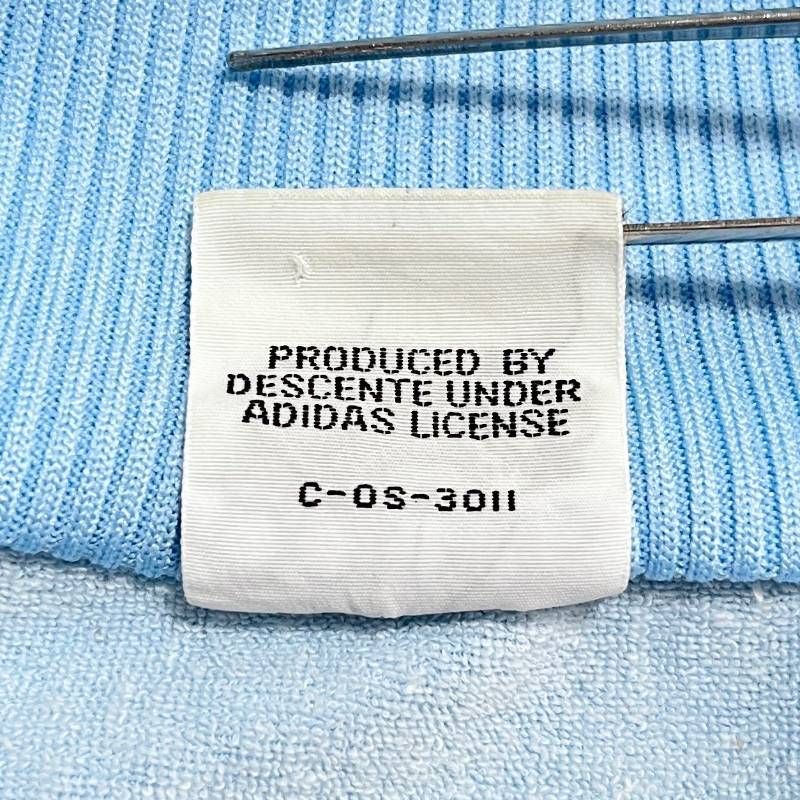 PRODUCED BY
DESCENTE UNDER
ADIDAS LICENSE
C-OS-3011